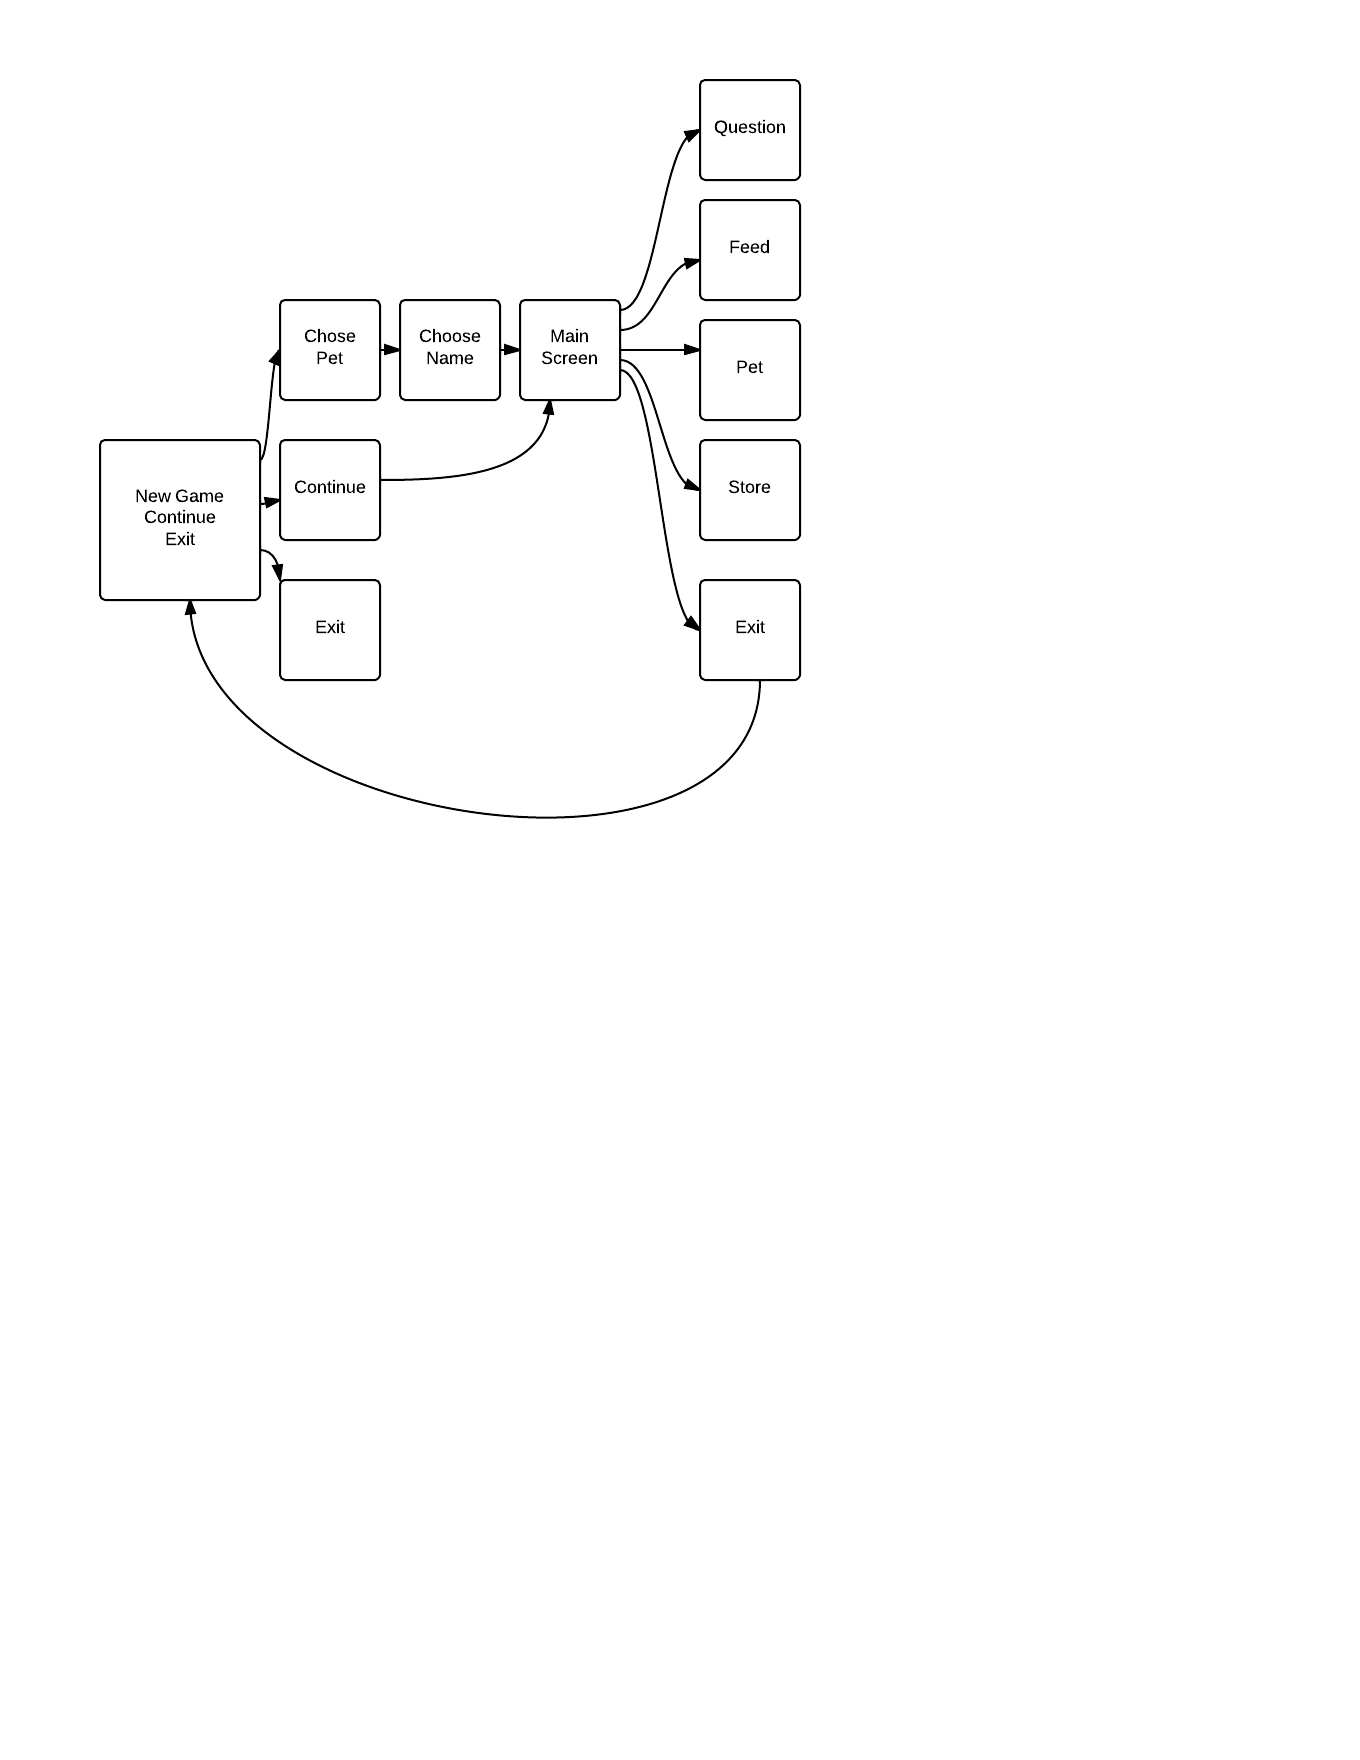 Question
Feed
Chose
Pet
Choose
Name
Main
Screen
Pet
New Game
Continue
Exit
Continue
Store
Exit
Exit